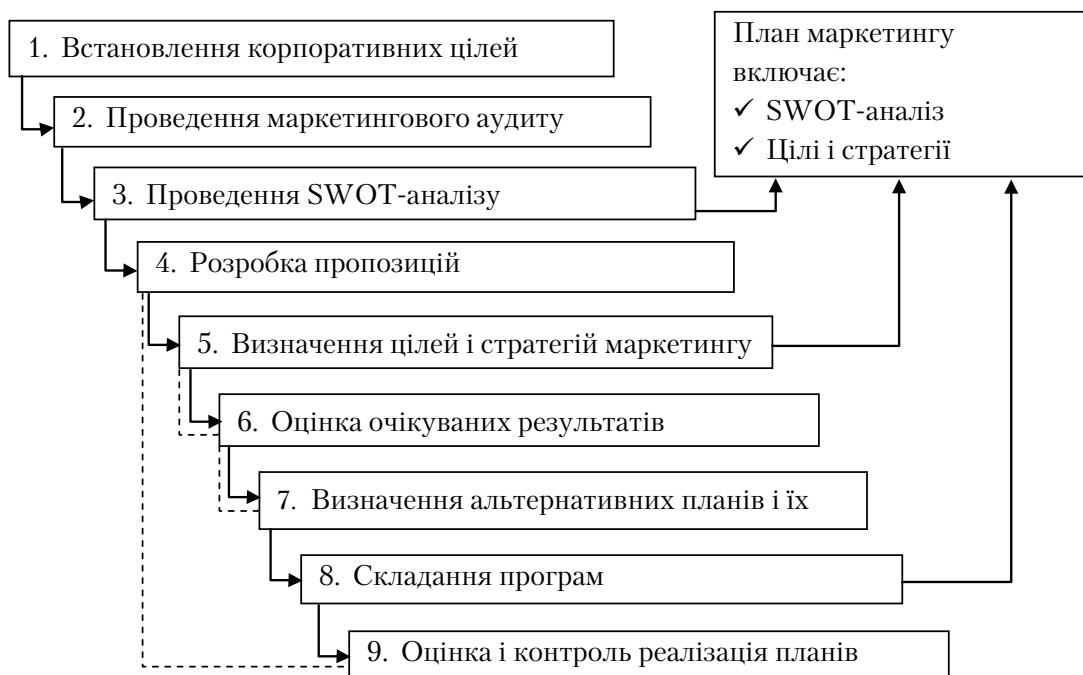 1. Встановлення корпоративних цілей
2. Проведення маркетингового аудиту
3. Проведення SWOT-аналізу
4. Розробка пропозицій
5. Визначення цілей і стратегій маркетингу
6. Оцінка очікуваних результатів
7. Визначення альтернативних планів і їх
8. Складання програм
9. Оцінка і контроль реалізація планів
План маркетингу
включає:
✓ SWOT-аналіз
✓ Цілі і стратегії